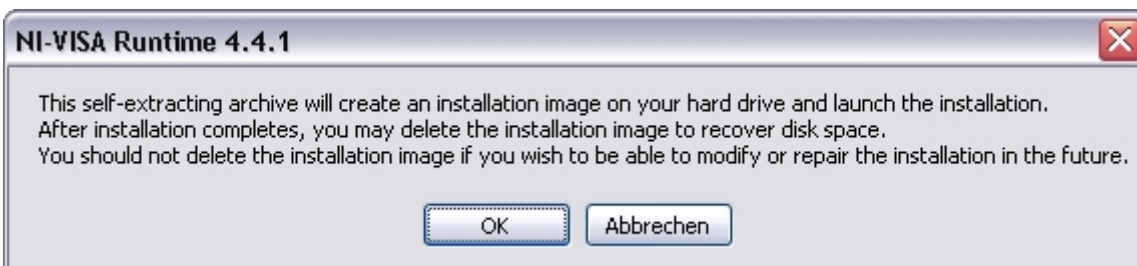 NI-VISA Runtime 4.4.1
This self-extracting archive will create an installation image on your hard drive and launch the installation.
After installation completes, you may delete the installation image to recover disk space.
You should not delete the installation image if you wish to be able to modify or repair the installation in the future.
OK Abbrechen